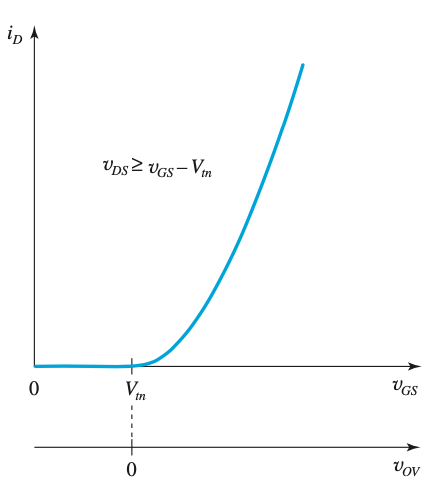 i_D
v_DS ≥ v_GS – V_tn
0 V_tn v_GS
0 v_OV